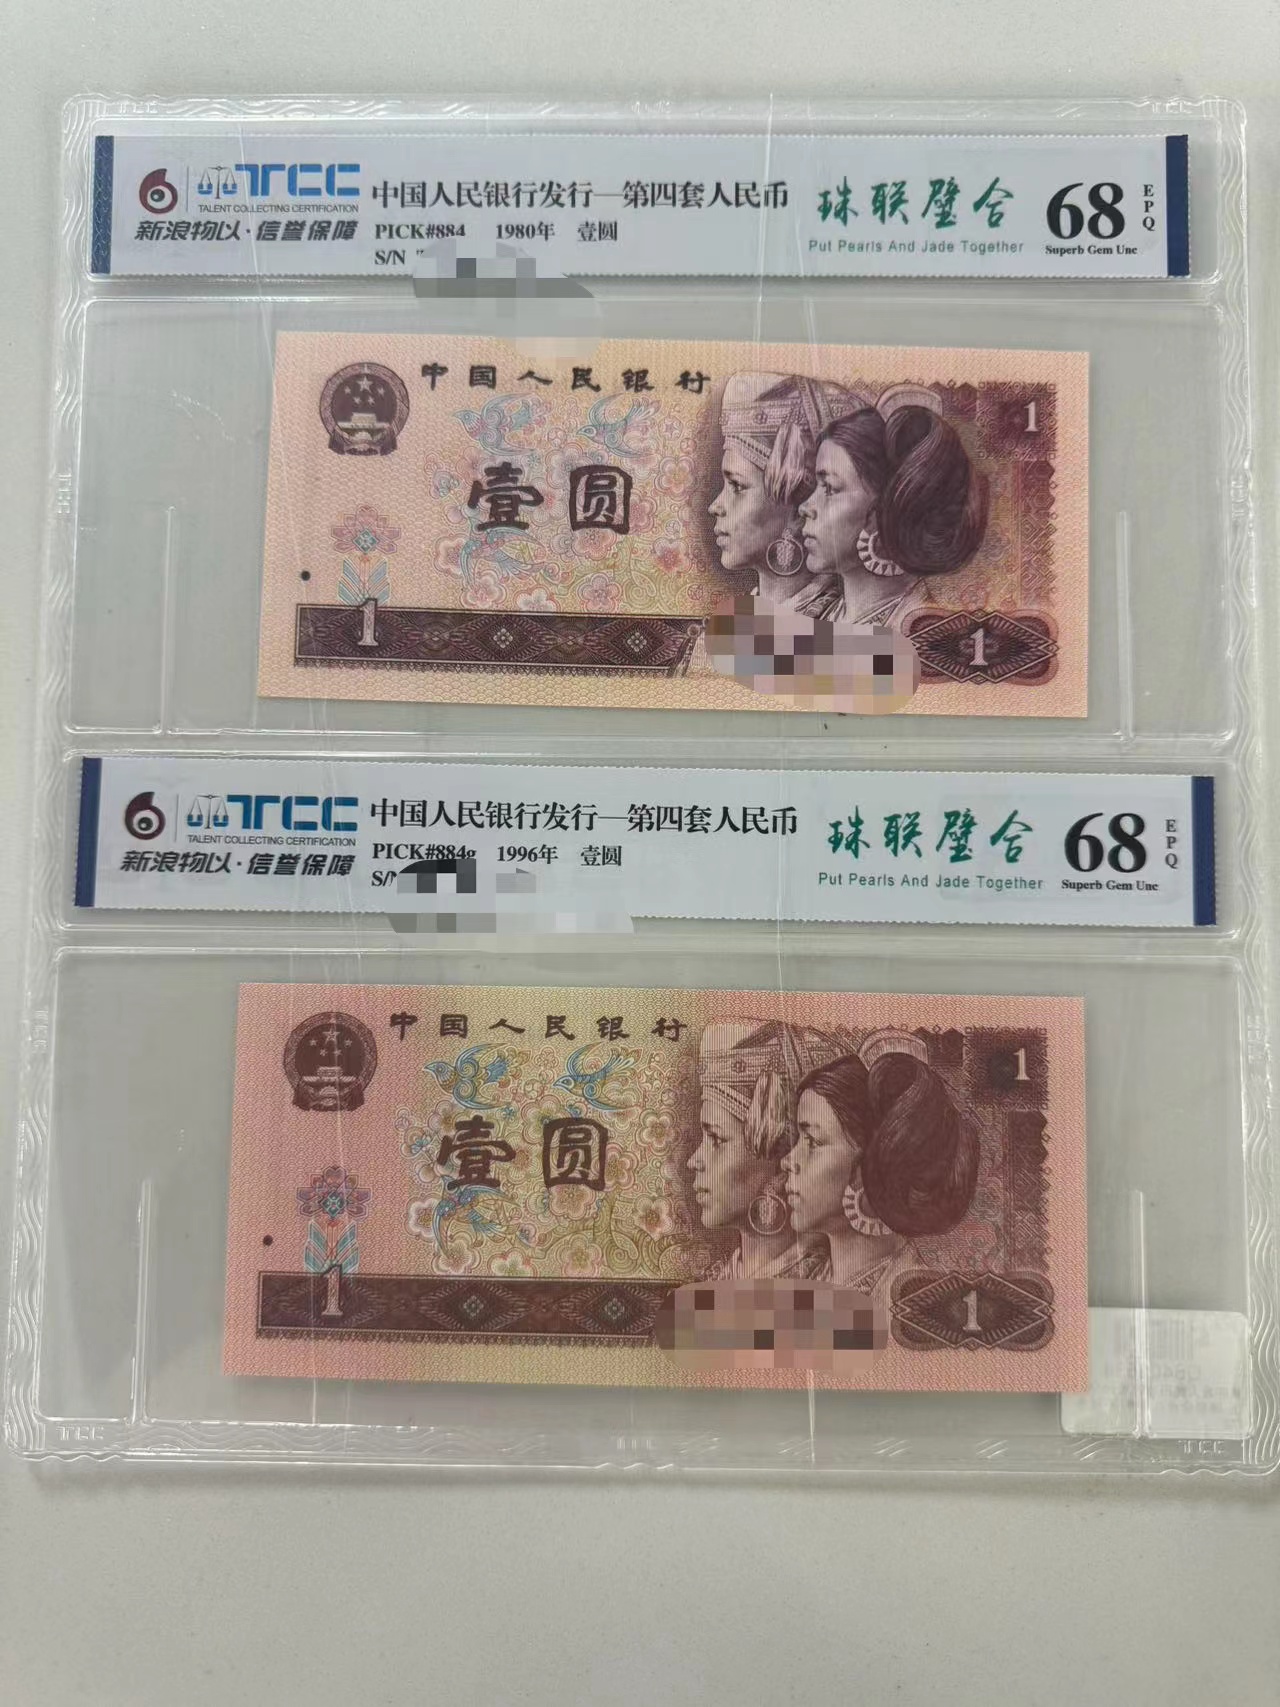 TCC
TCC
TCC
TALENT COLLECTING CERTIFICATION
新浪物以·信誉保障
中国人民银行发行—第四套人民币
PICK#884 1980年 壹圆
S/N
珠联璧合
Put Pearls And Jade Together
68
EPQ
Superb Gem Unc
中国人民银行
1
壹圆
1
1
TCC
TALENT COLLECTING CERTIFICATION
新浪物以·信誉保障
中国人民银行发行—第四套人民币
PICK#884g 1996年 壹圆
珠联璧合
Put Pearls And Jade Together
68
EPQ
Superb Gem Unc
中国人民银行
1
壹圆
1
1
TCC
TCC
TCC